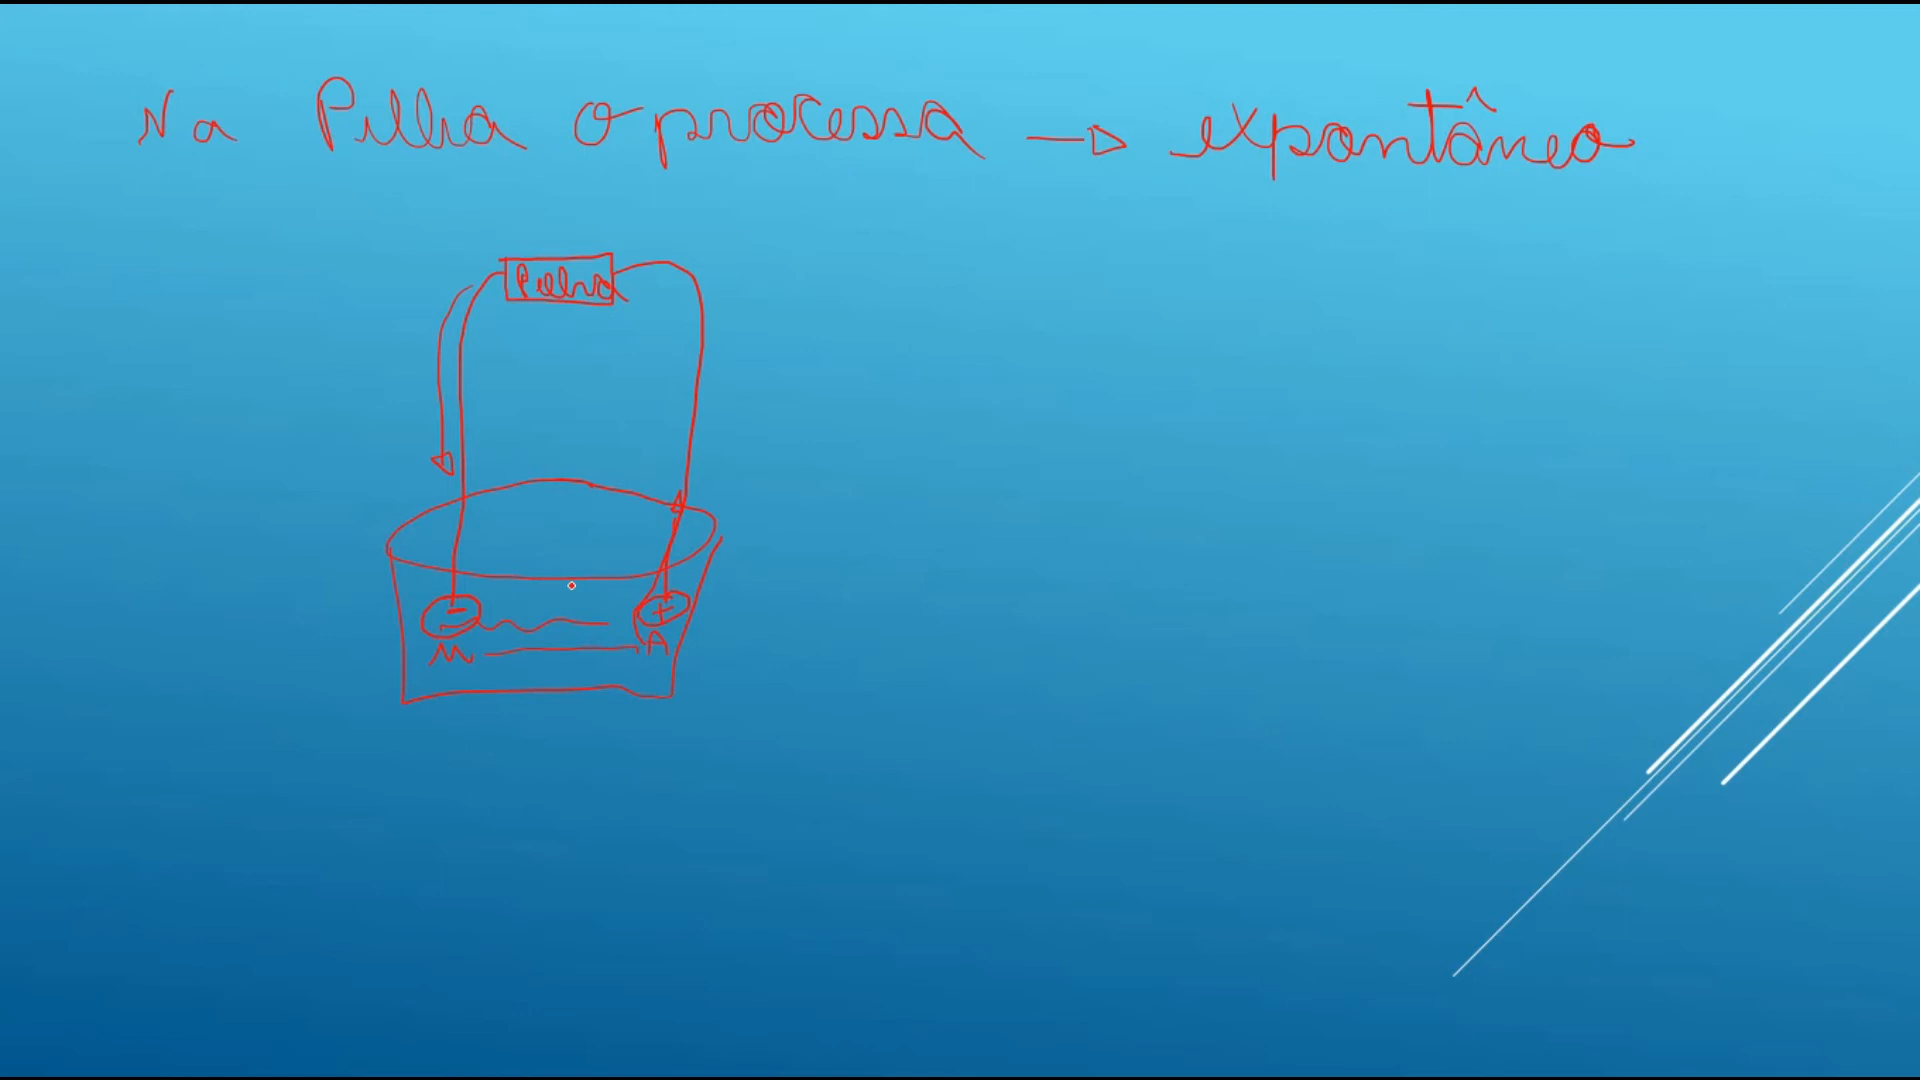 Na Pilha o processo → expontâneo
Pilha
- +
M A